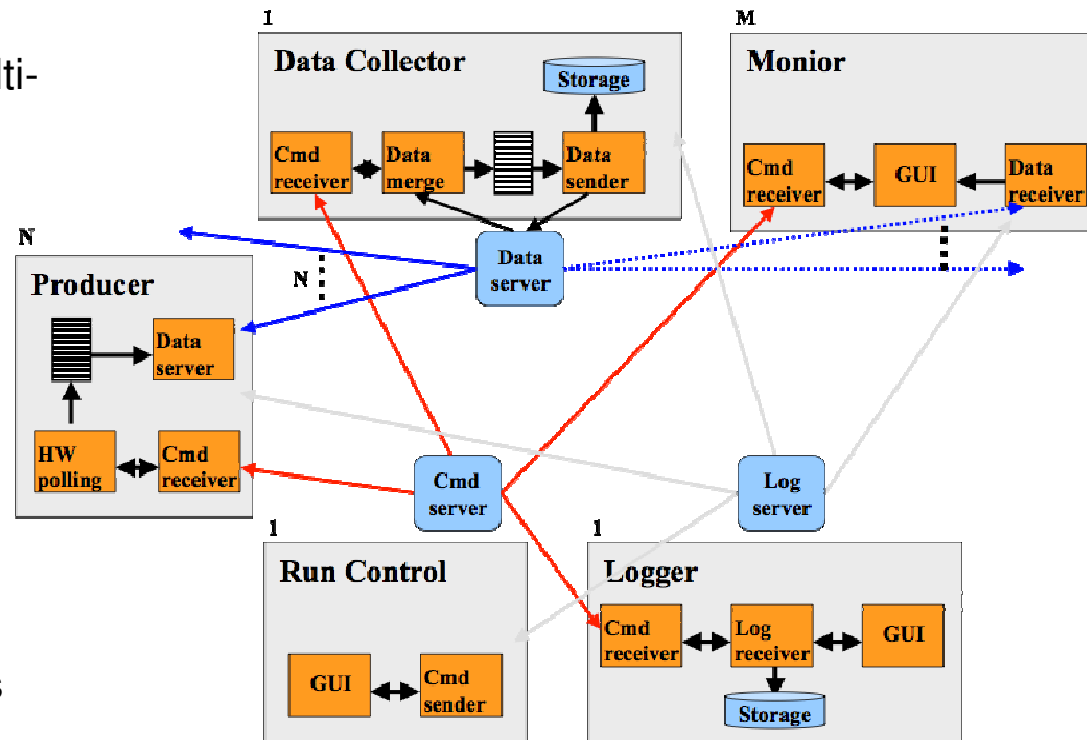 1
M
lti-
Data Collector
Storage
Monior
Cmd
receiver
Data
merge
Data
sender
Cmd
receiver
GUI
Data
receiver
N
Data
server
N
Producer
Data
server
HW
polling
Cmd
receiver
Cmd
server
Log
server
1
1
Run Control
Logger
Cmd
receiver
Log
receiver
GUI
GUI
Cmd
sender
s
Storage